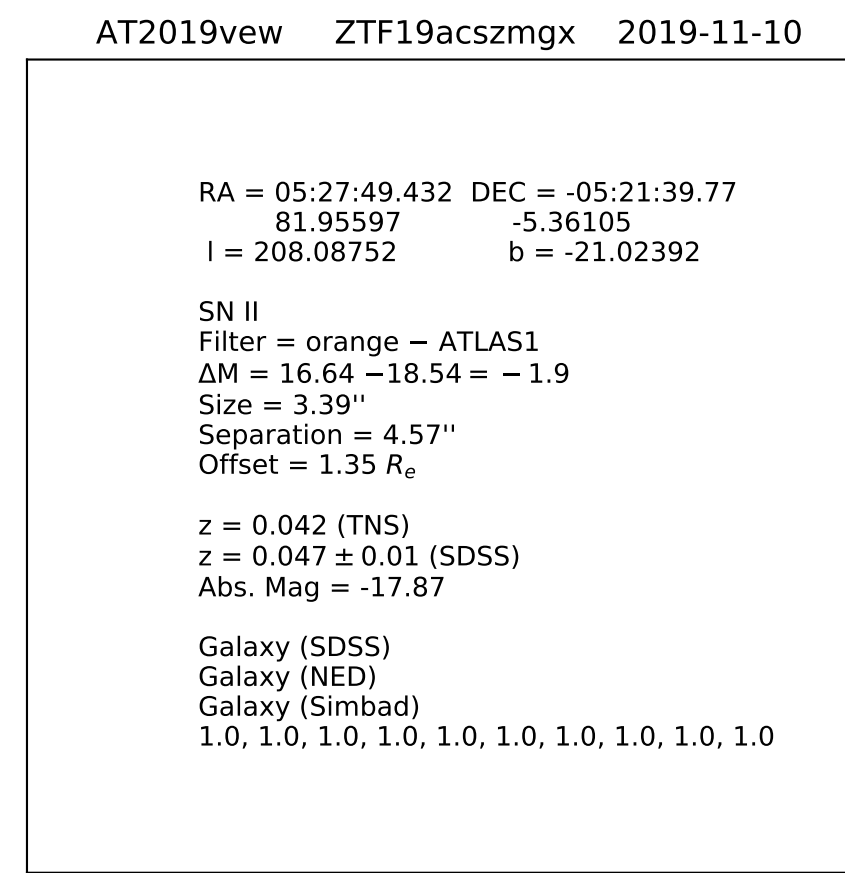 AT2019vew ZTF19acszmgx 2019-11-10
RA = 05:27:49.432 DEC = -05:21:39.77
81.95597 -5.36105
l = 208.08752 b = -21.02392
SN II
Filter = orange − ATLAS1
ΔM = 16.64 −18.54 = − 1.9
Size = 3.39''
Separation = 4.57''
Offset = 1.35 Rₑ
z = 0.042 (TNS)
z = 0.047 ± 0.01 (SDSS)
Abs. Mag = -17.87
Galaxy (SDSS)
Galaxy (NED)
Galaxy (Simbad)
1.0, 1.0, 1.0, 1.0, 1.0, 1.0, 1.0, 1.0, 1.0, 1.0